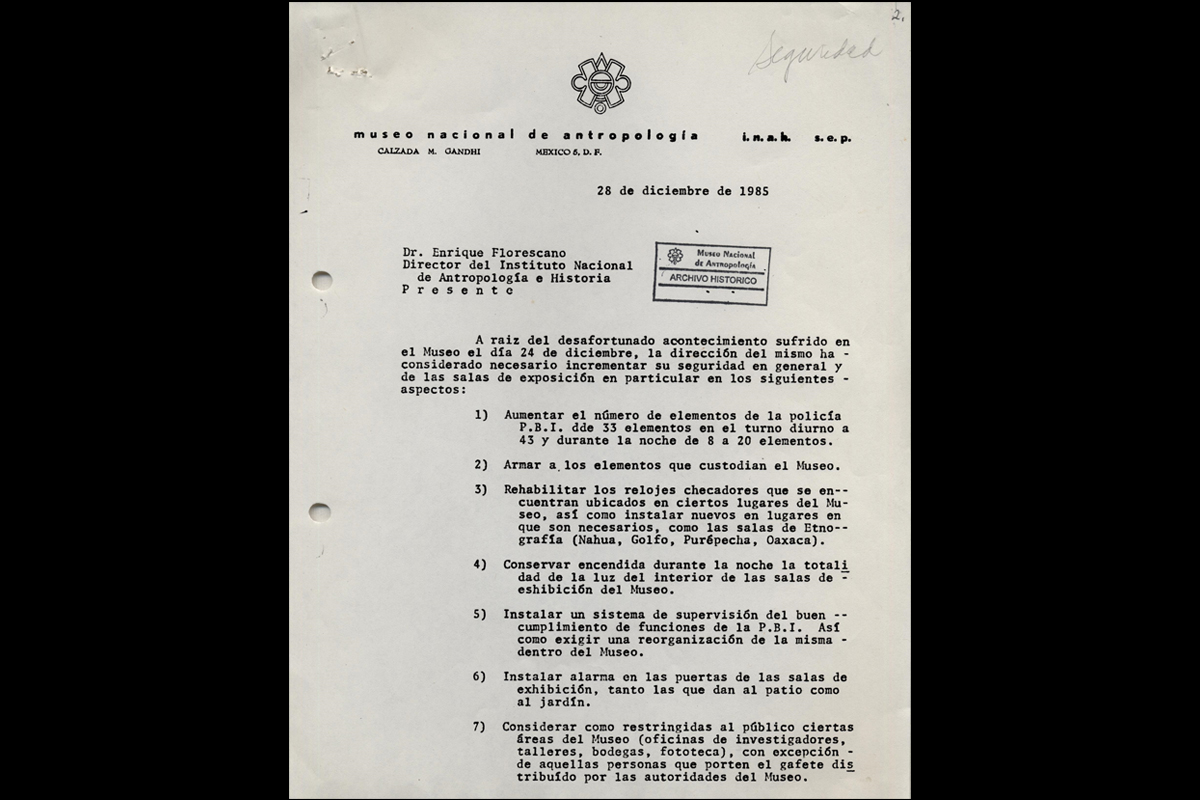 2.
Seguridad
museo nacional de antropología i.n.a.h. s.e.p.
CALZADA M. GANDHI MEXICO 5, D. F.
28 de diciembre de 1985
Dr. Enrique Florescano
Director del Instituto Nacional
de Antropología e Historia
P r e s e n t e
Museo Nacional
de Antropología
ARCHIVO HISTORICO
A raiz del desafortunado acontecimiento sufrido en
el Museo el día 24 de diciembre, la dirección del mismo ha -
considerado necesario incrementar su seguridad en general y
de las salas de exposición en particular en los siguientes -
aspectos:
1) Aumentar el número de elementos de la policía
P.B.I. dde 33 elementos en el turno diurno a
43 y durante la noche de 8 a 20 elementos.
2) Armar a los elementos que custodian el Museo.
3) Rehabilitar los relojes checadores que se en--
cuentran ubicados en ciertos lugares del Mu-
seo, así como instalar nuevos en lugares en
que son necesarios, como las salas de Etno--
grafía (Nahua, Golfo, Purépecha, Oaxaca).
4) Conservar encendida durante la noche la totali
dad de la luz del interior de las salas de -
eshibición del Museo.
5) Instalar un sistema de supervisión del buen --
cumplimiento de funciones de la P.B.I. Así
como exigir una reorganización de la misma -
dentro del Museo.
6) Instalar alarma en las puertas de las salas de
exhibición, tanto las que dan al patio como
al jardín.
7) Considerar como restringidas al público ciertas
áreas del Museo (oficinas de investigadores,
talleres, bodegas, fototeca), con excepción -
de aquellas personas que porten el gafete dis
tribuído por las autoridades del Museo.